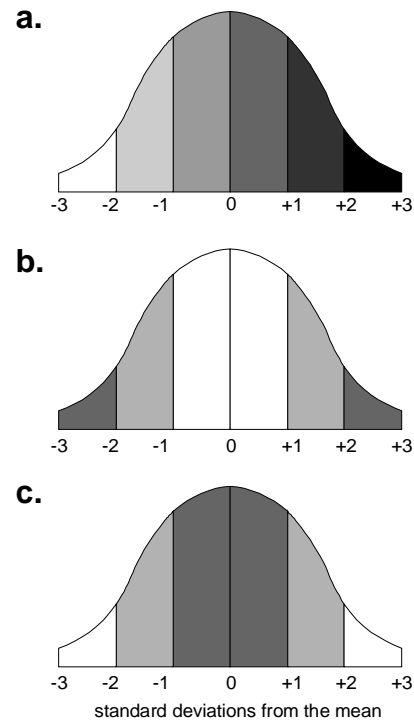 a.
-3 -2 -1 0 +1 +2 +3
b.
-3 -2 -1 0 +1 +2 +3
c.
-3 -2 -1 0 +1 +2 +3
standard deviations from the mean